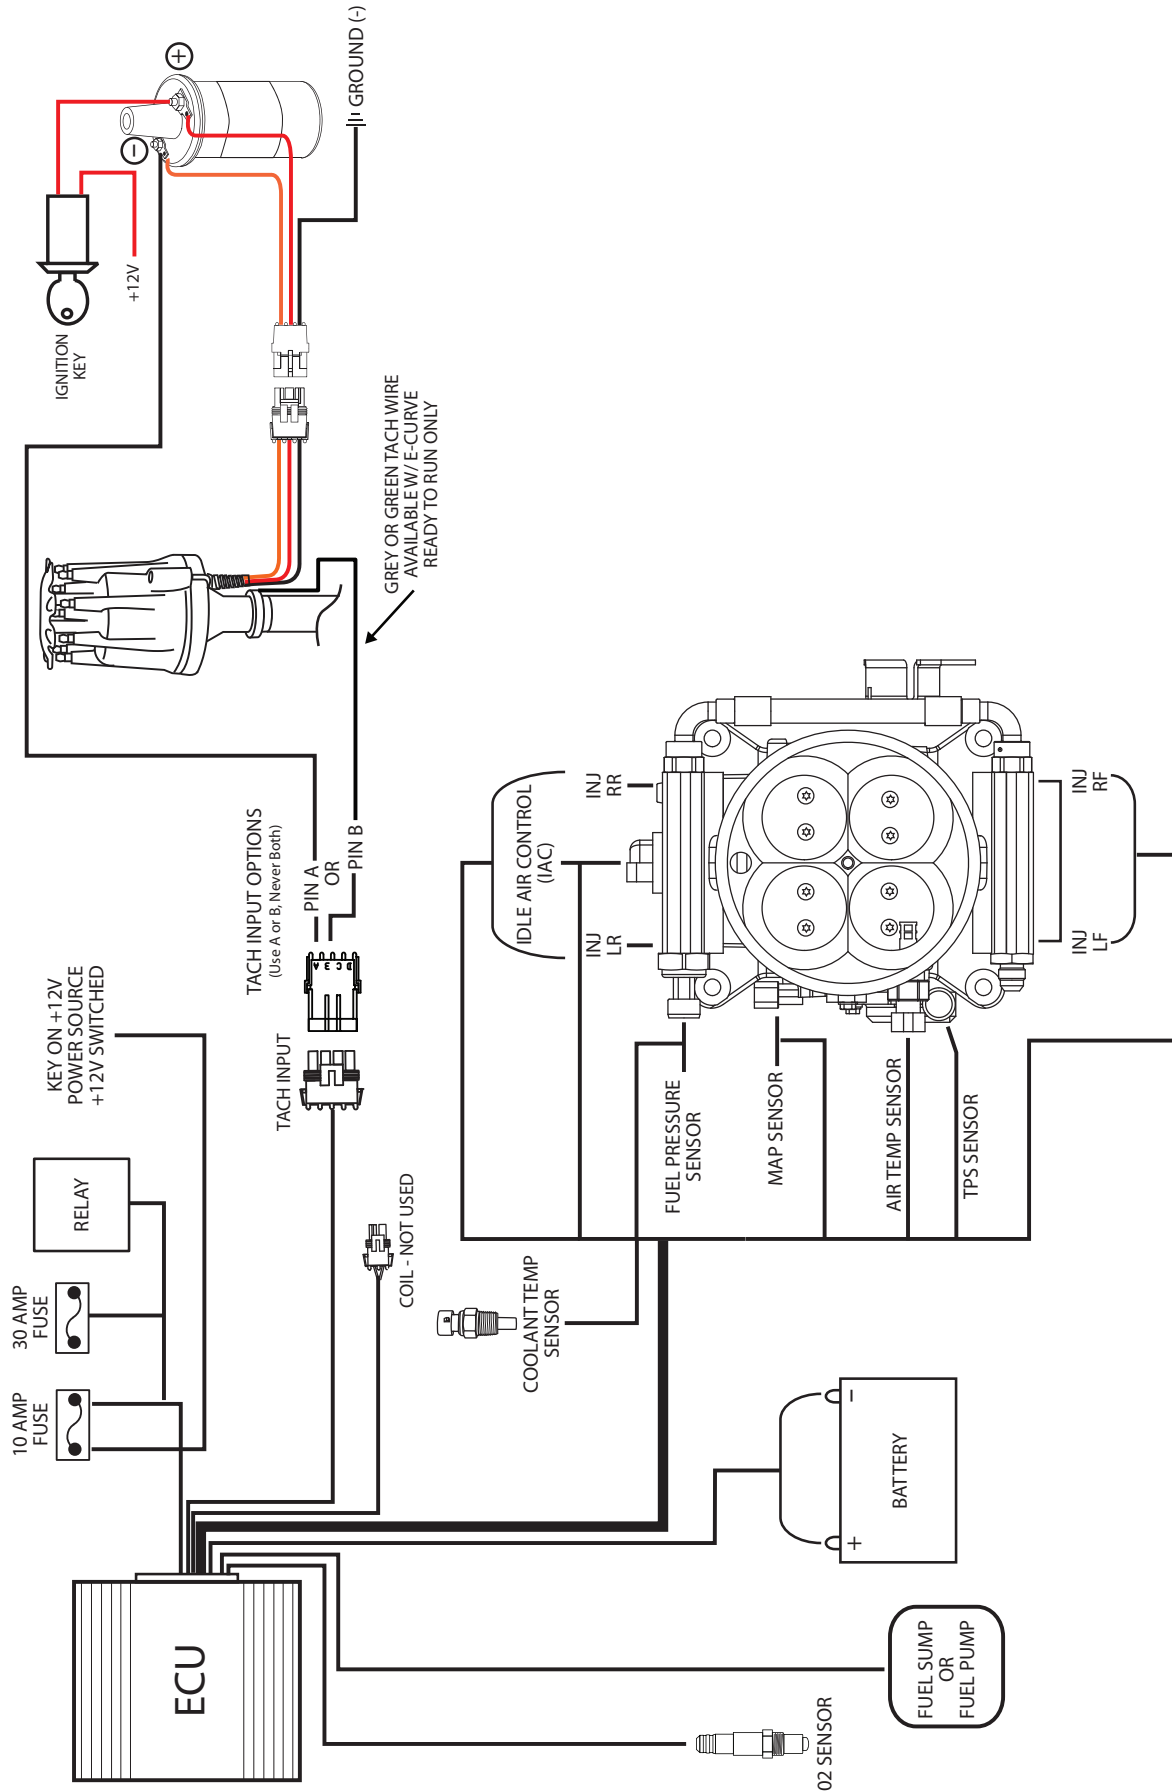 ECU
10 AMP
FUSE
30 AMP
FUSE
RELAY
KEY ON +12V
POWER SOURCE
+12V SWITCHED
TACH INPUT
TACH INPUT OPTIONS
(Use A or B, Never Both)
PIN A
OR
PIN B
IGNITION
KEY
+12V
GROUND (-)
GREY OR GREEN TACH WIRE
AVAILABLE W/ E-CURVE
READY TO RUN ONLY
COIL - NOT USED
COOLANT TEMP
SENSOR
IDLE AIR CONTROL
(IAC)
INJ
LR
INJ
RR
FUEL PRESSURE
SENSOR
MAP SENSOR
AIR TEMP SENSOR
TPS SENSOR
INJ
LF
INJ
RF
BATTERY
+
−
FUEL SUMP
OR
FUEL PUMP
02 SENSOR
+
−